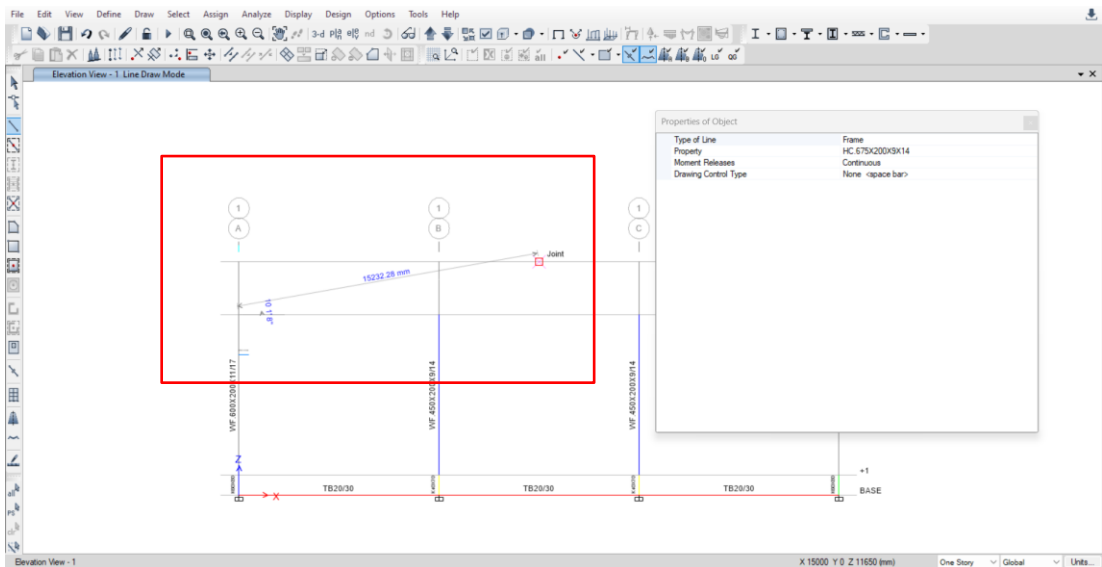 File Edit View Define Draw Select Assign Analyze Display Design Options Tools Help
3-d
nd
Elevation View - 1 Line Draw Mode
Properties of Object
Type of Line Frame
Property HC.675X200X9X14
Moment Releases Continuous
Drawing Control Type None <space bar>
1 1 1
A B C
Joint
15232.28 mm
WF.600X200X11/17
WF.450X200X9/14
WF.450X200X9/14
Z
X
TB20/30 TB20/30 TB20/30
+1
BASE
Elevation View - 1
X 15000 Y 0 Z 11650 (mm)
One Story Global Units...